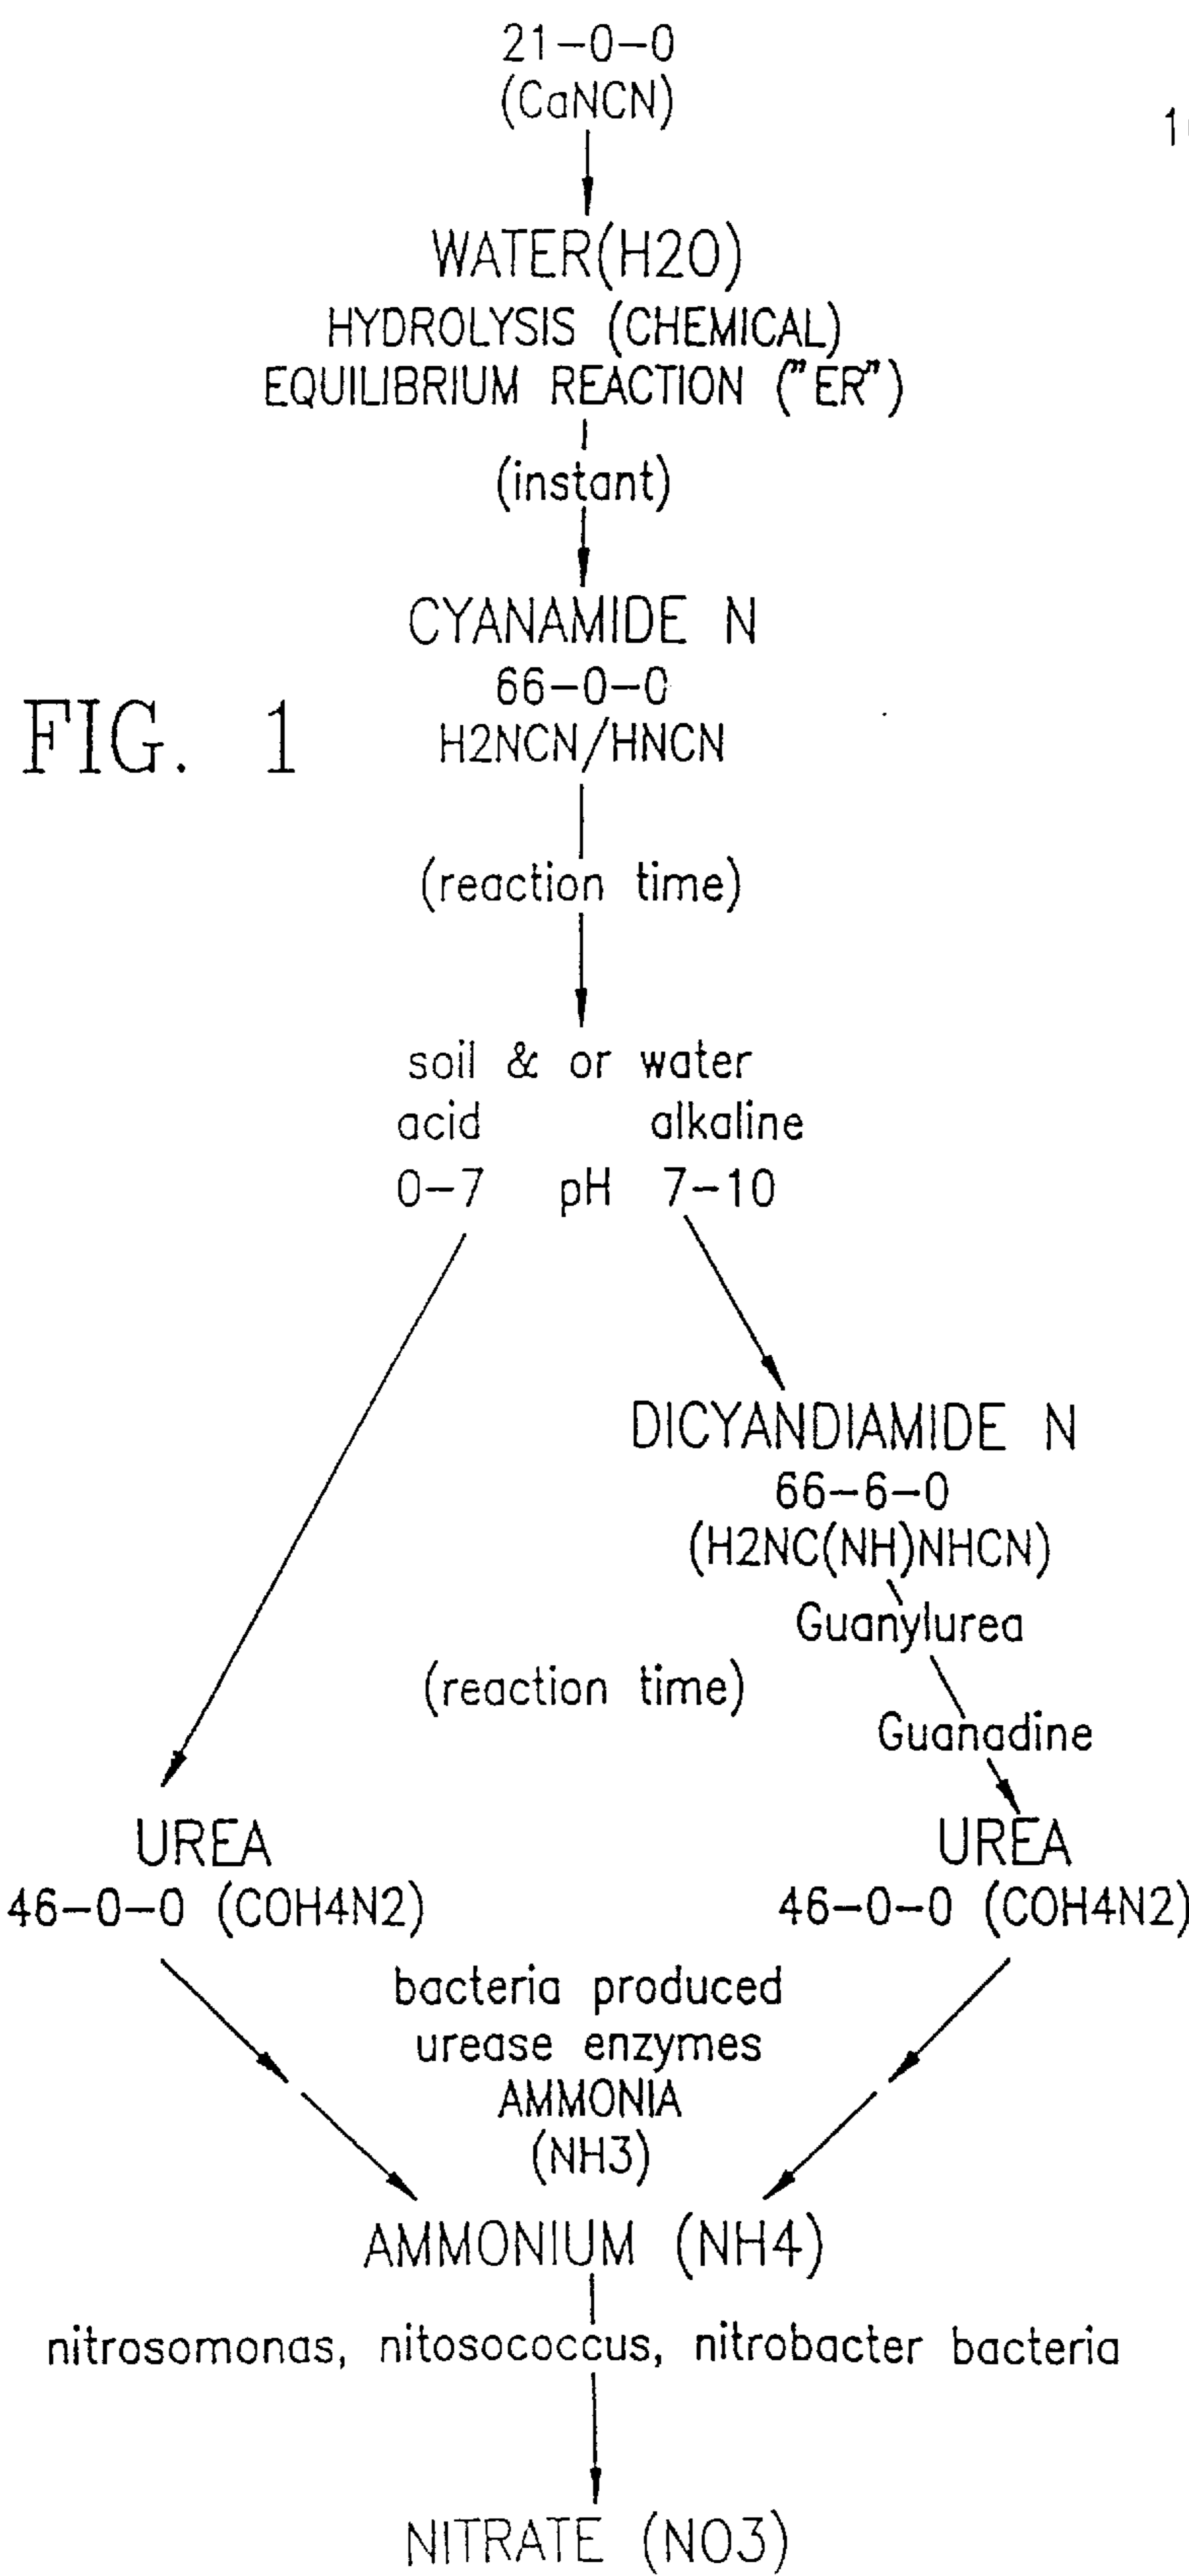 21-0-0
(CaNCN)
WATER(H2O)
HYDROLYSIS (CHEMICAL)
EQUILIBRIUM REACTION ("ER")
(instant)
CYANAMIDE N
66-0-0
H2NCN/HNCN
FIG. 1
(reaction time)
soil & or water
acid alkaline
0-7 pH 7-10
DICYANDIAMIDE N
66-6-0
(H2NC(NH)NHCN)
Guanylurea
(reaction time)
Guanadine
UREA UREA
46-0-0 (COH4N2) 46-0-0 (COH4N2)
bacteria produced
urease enzymes
AMMONIA
(NH3)
AMMONIUM (NH4)
nitrosomonas, nitosococcus, nitrobacter bacteria
NITRATE (NO3)